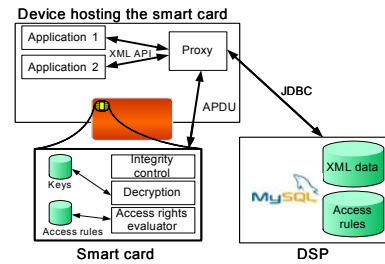 Device hosting the smart card
Application 1
Application 2
XML API
Proxy
APDU
JDBC
Keys
Access rules
Integrity
control
Decryption
Access rights
evaluator
Smart card
MySQL
XML data
Access
rules
DSP